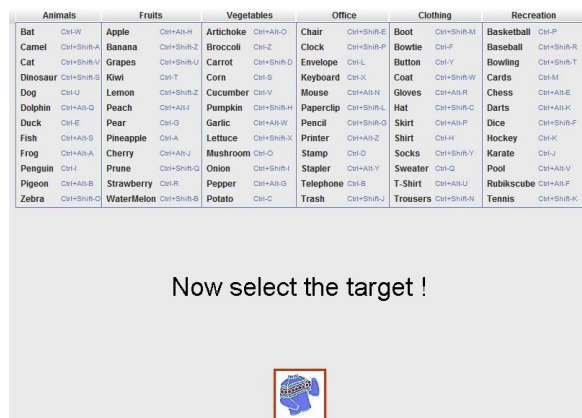 Animals Fruits Vegetables Office Clothing Recreation
Bat Ctrl-W Apple Ctrl+Alt-H Artichoke Ctrl+Alt-O Chair Ctrl+Shift-E Boot Ctrl+Shift-M Basketball Ctrl-P
Camel Ctrl+Shift-A Banana Ctrl+Shift-Z Broccoli Ctrl-Z Clock Ctrl+Shift-P Bowtie Ctrl-F Baseball Ctrl+Shift-R
Cat Ctrl+Shift-V Grapes Ctrl+Shift-U Carrot Ctrl+Shift-D Envelope Ctrl-L Button Ctrl-Y Bowling Ctrl+Shift-T
Dinosaur Ctrl+Shift-S Kiwi Ctrl-T Corn Ctrl-S Keyboard Ctrl-X Coat Ctrl+Shift-W Cards Ctrl-M
Dog Ctrl-U Lemon Ctrl+Shift-Z Cucumber Ctrl-V Mouse Ctrl+Alt-N Gloves Ctrl+Alt-R Chess Ctrl+Alt-E
Dolphin Ctrl+Alt-Q Peach Ctrl+Alt-I Pumpkin Ctrl+Shift-H Paperclip Ctrl+Shift-L Hat Ctrl+Shift-C Darts Ctrl+Alt-K
Duck Ctrl-E Pear Ctrl-G Garlic Ctrl+Alt-W Pencil Ctrl+Shift-G Skirt Ctrl+Alt-P Dice Ctrl+Shift-F
Fish Ctrl+Alt-S Pineapple Ctrl-A Lettuce Ctrl+Shift-X Printer Ctrl+Alt-Z Shirt Ctrl-H Hockey Ctrl-K
Frog Ctrl+Alt-A Cherry Ctrl+Alt-J Mushroom Ctrl-O Stamp Ctrl-D Socks Ctrl+Shift-Y Karate Ctrl-J
Penguin Ctrl-I Prune Ctrl+Shift-Q Onion Ctrl+Shift-I Stapler Ctrl+Alt-Y Sweater Ctrl-Q Pool Ctrl+Alt-V
Pigeon Ctrl+Alt-B Strawberry Ctrl-R Pepper Ctrl+Alt-G Telephone Ctrl-B T-Shirt Ctrl+Alt-U Rubikscube Ctrl+Alt-F
Zebra Ctrl+Shift-O WaterMelon Ctrl+Shift-B Potato Ctrl-C Trash Ctrl+Shift-J Trousers Ctrl+Shift-N Tennis Ctrl+Shift-K
Now select the target !